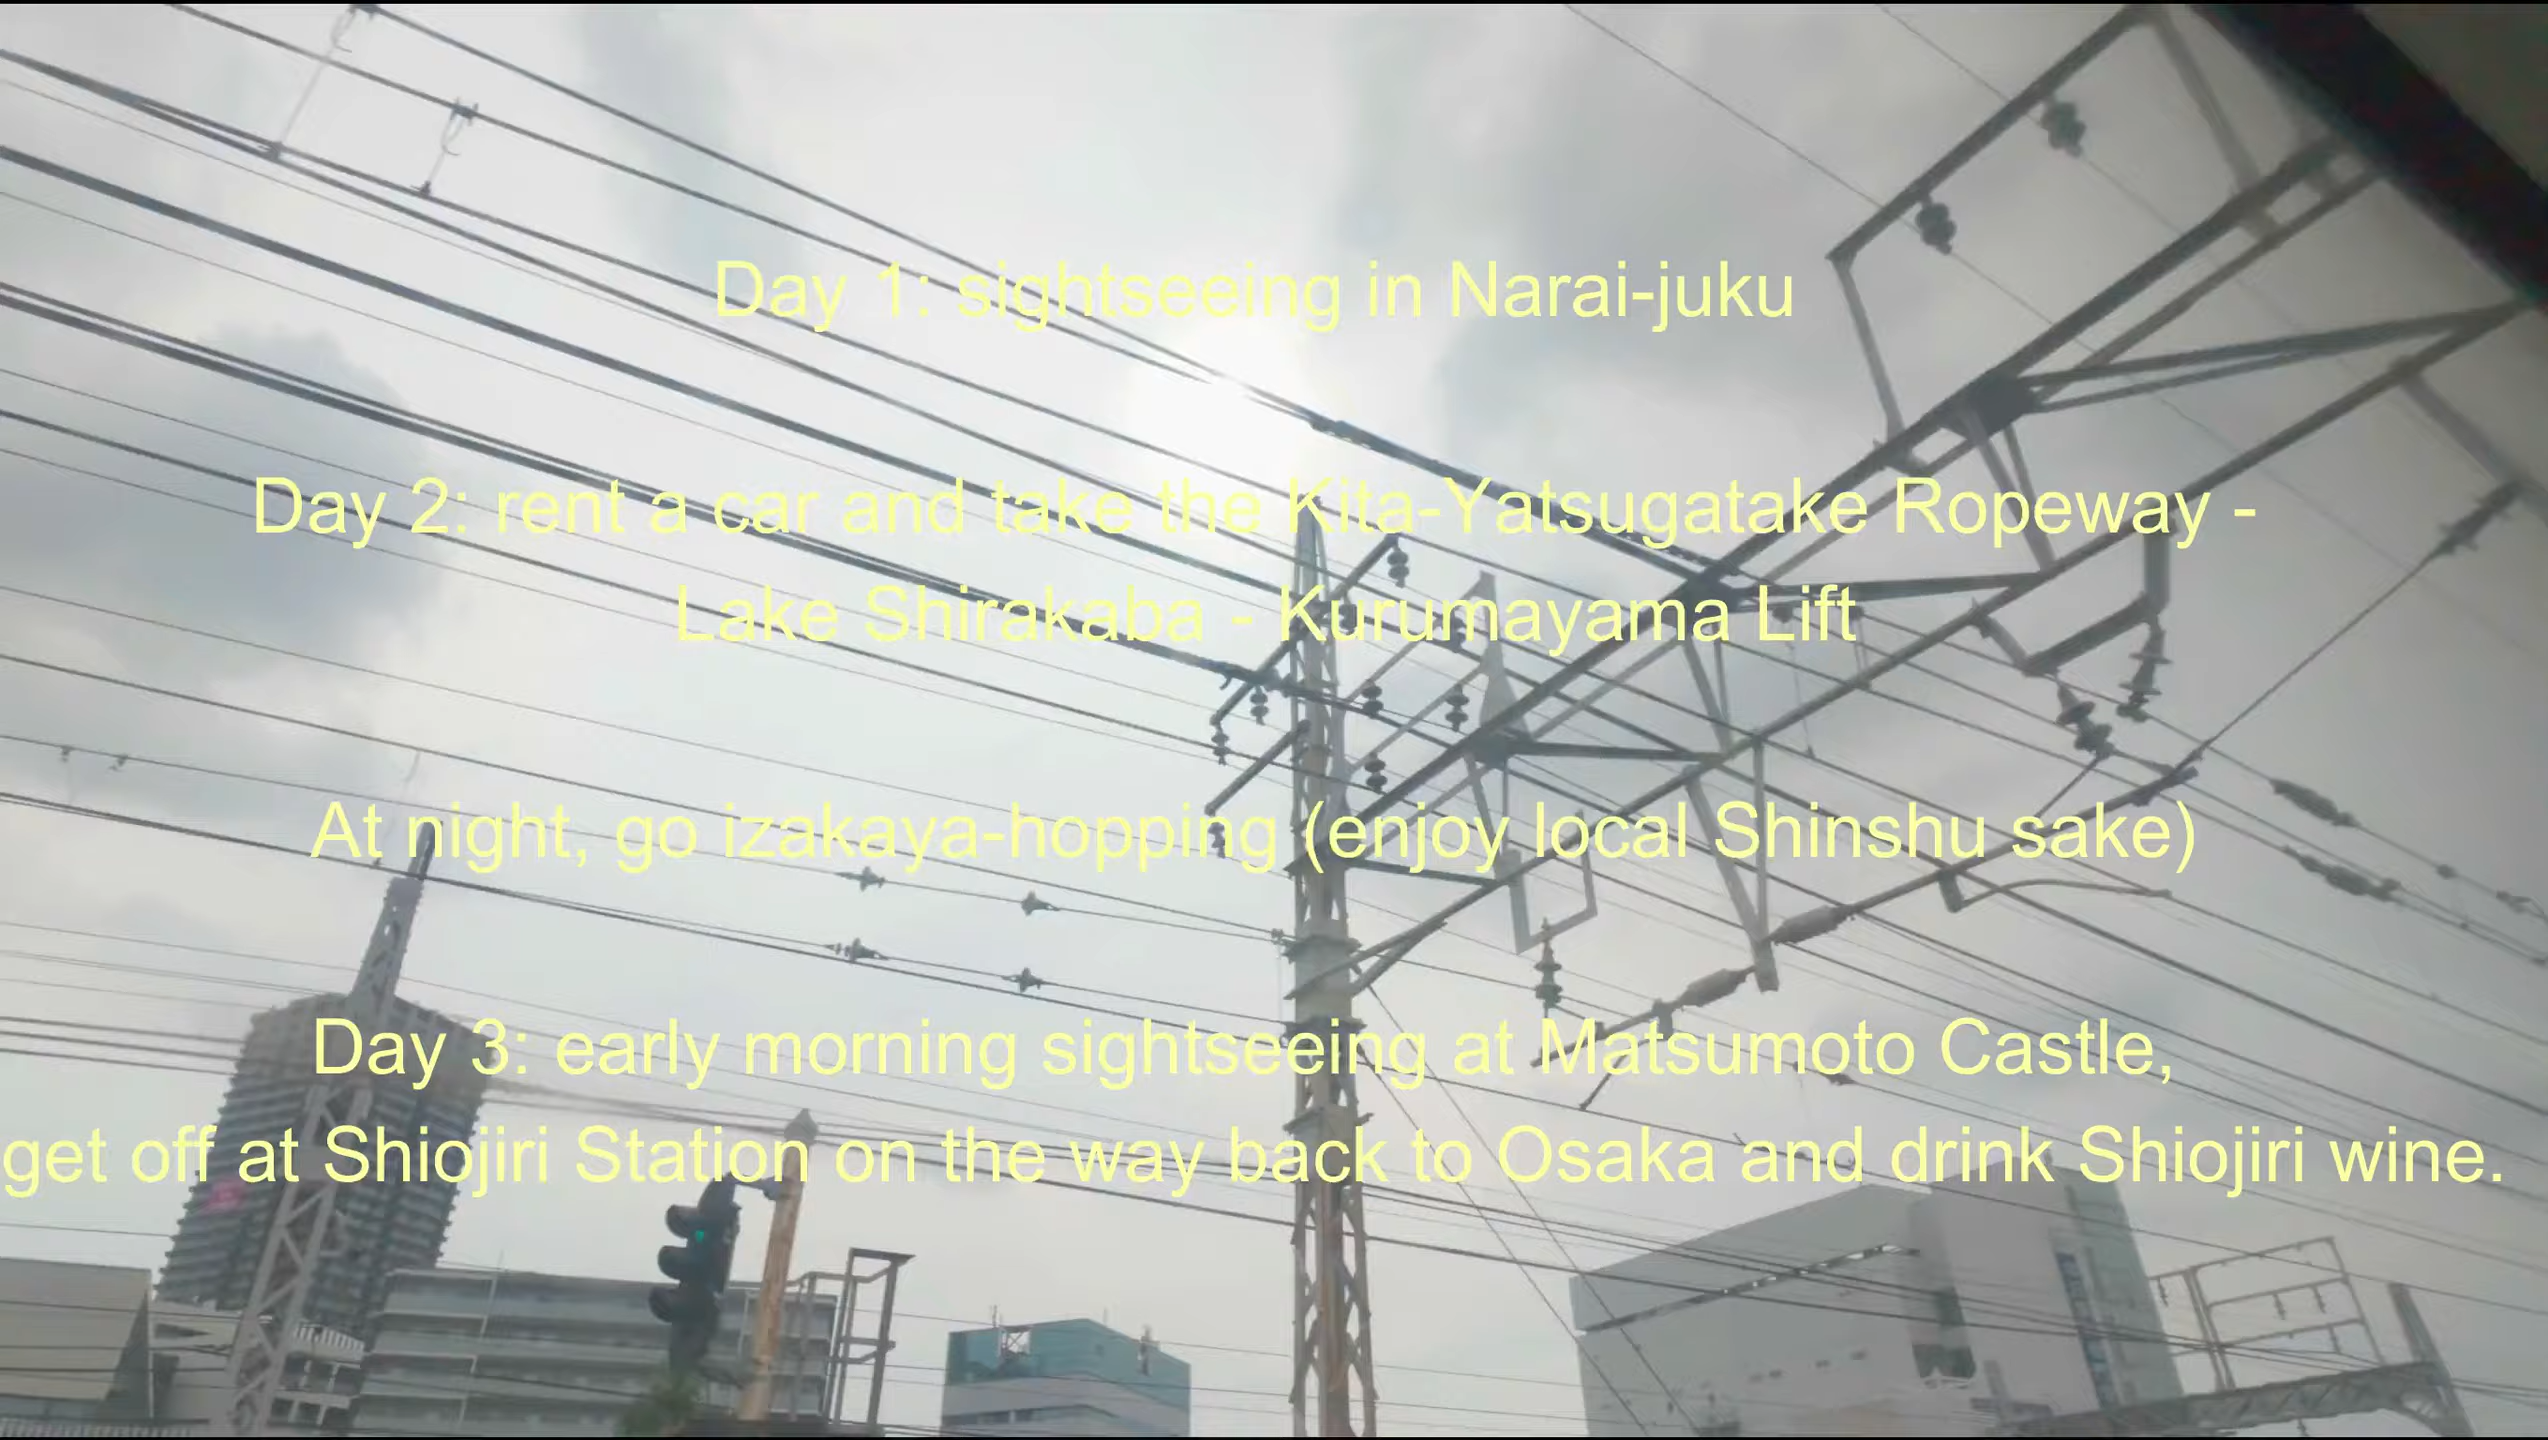 Day 1: sightseeing in Narai-juku
Day 2: rent a car and take the Kita-Yatsugatake Ropeway -
Lake Shirakaba - Kurumayama Lift
At night, go izakaya-hopping (enjoy local Shinshu sake)
Day 3: early morning sightseeing at Matsumoto Castle,
get off at Shiojiri Station on the way back to Osaka and drink Shiojiri wine.